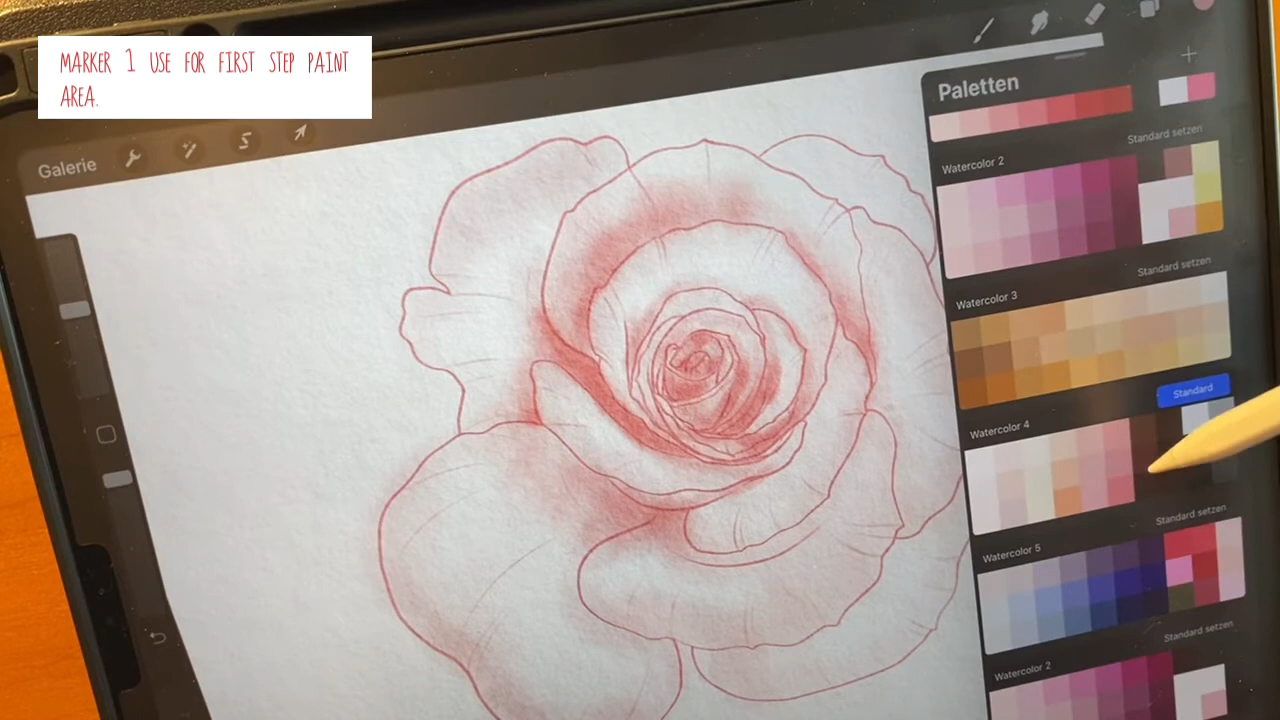 MARKER 1 USE FOR FIRST STEP PAINT
AREA.
Galerie
Paletten
Standard setzen
Watercolor 2
Standard setzen
Watercolor 3
Standard
Watercolor 4
Standard setzen
Watercolor 5
Standard setzen
Watercolor 2